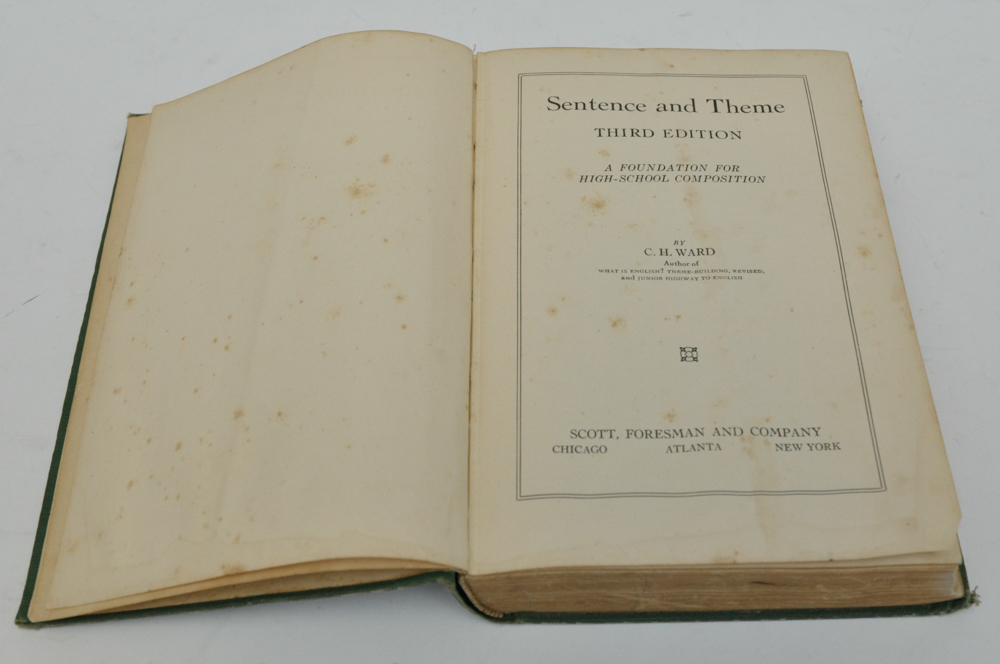 Sentence and Theme
THIRD EDITION
A FOUNDATION FOR
HIGH-SCHOOL COMPOSITION
BY
C. H. WARD
Author of
WHAT IS ENGLISH? THEME-BUILDING, REVISED,
and JUNIOR HIGHWAY TO ENGLISH
SCOTT, FORESMAN AND COMPANY
CHICAGO ATLANTA NEW YORK